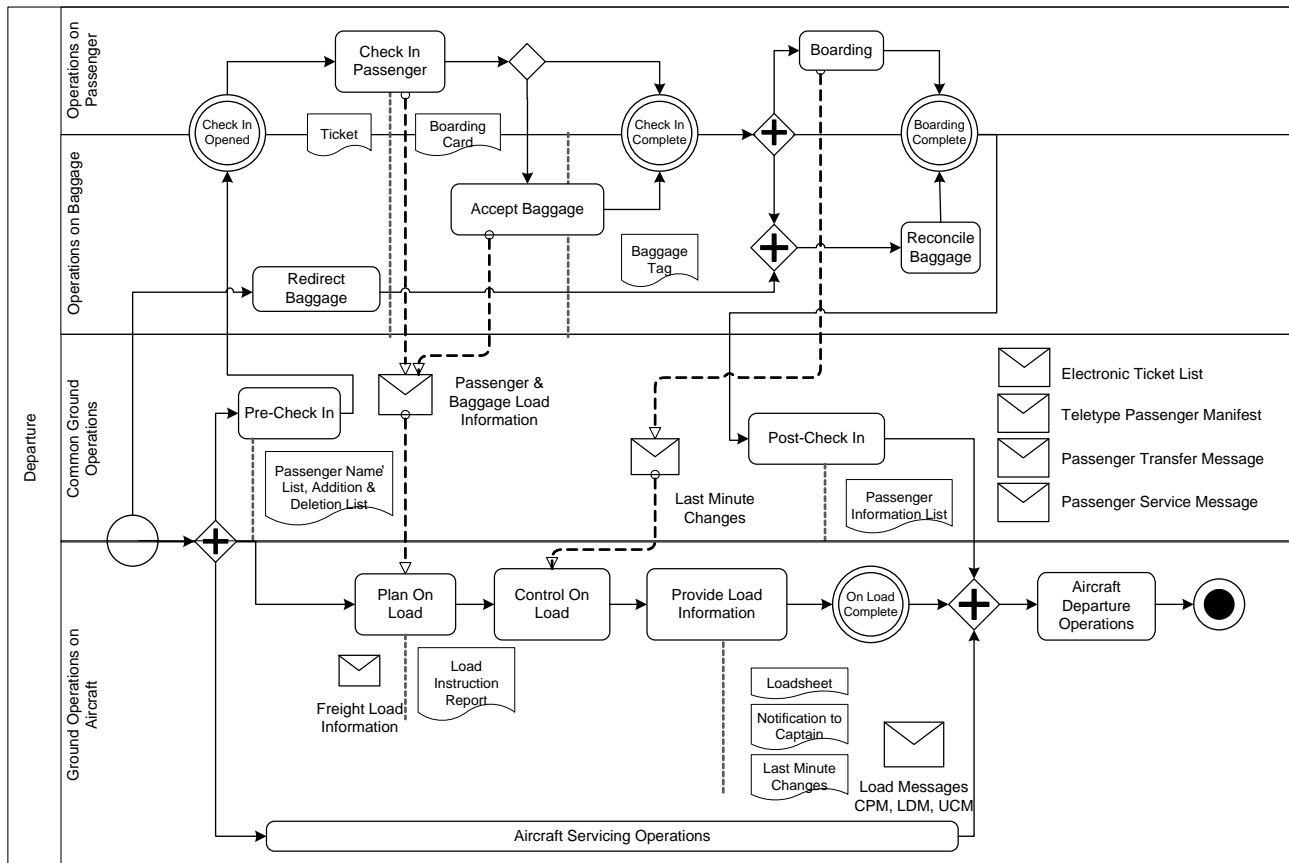 Departure
Operations on
Passenger
Check In
Passenger
Boarding
Check In
Opened
Ticket
Boarding
Card
Check In
Complete
Boarding
Complete
Operations on Baggage
Accept Baggage
Redirect
Baggage
Baggage
Tag
Reconcile
Baggage
Common Ground
Operations
Pre-Check In
Passenger Name'
List, Addition &
Deletion List
Passenger &
Baggage Load
Information
Last Minute
Changes
Post-Check In
Passenger
Information List
Electronic Ticket List
Teletype Passenger Manifest
Passenger Transfer Message
Passenger Service Message
Ground Operations on
Aircraft
Plan On
Load
Control On
Load
Provide Load
Information
On Load
Complete
Aircraft
Departure
Operations
Freight Load
Information
Load
Instruction
Report
Loadsheet
Notification to
Captain
Last Minute
Changes
Load Messages
CPM, LDM, UCM
Aircraft Servicing Operations